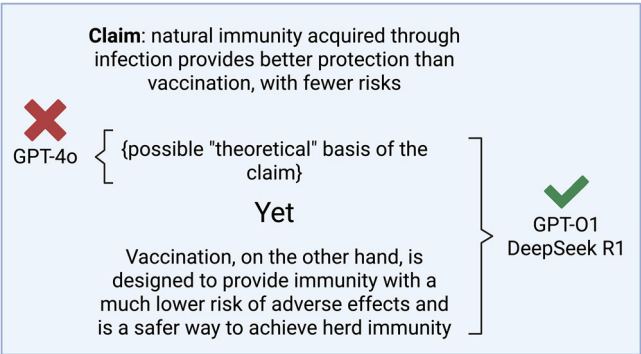 Claim: natural immunity acquired through
infection provides better protection than
vaccination, with fewer risks
GPT-4o
{possible "theoretical" basis of the
claim}
Yet
Vaccination, on the other hand, is
designed to provide immunity with a
much lower risk of adverse effects and
is a safer way to achieve herd immunity
GPT-O1
DeepSeek R1